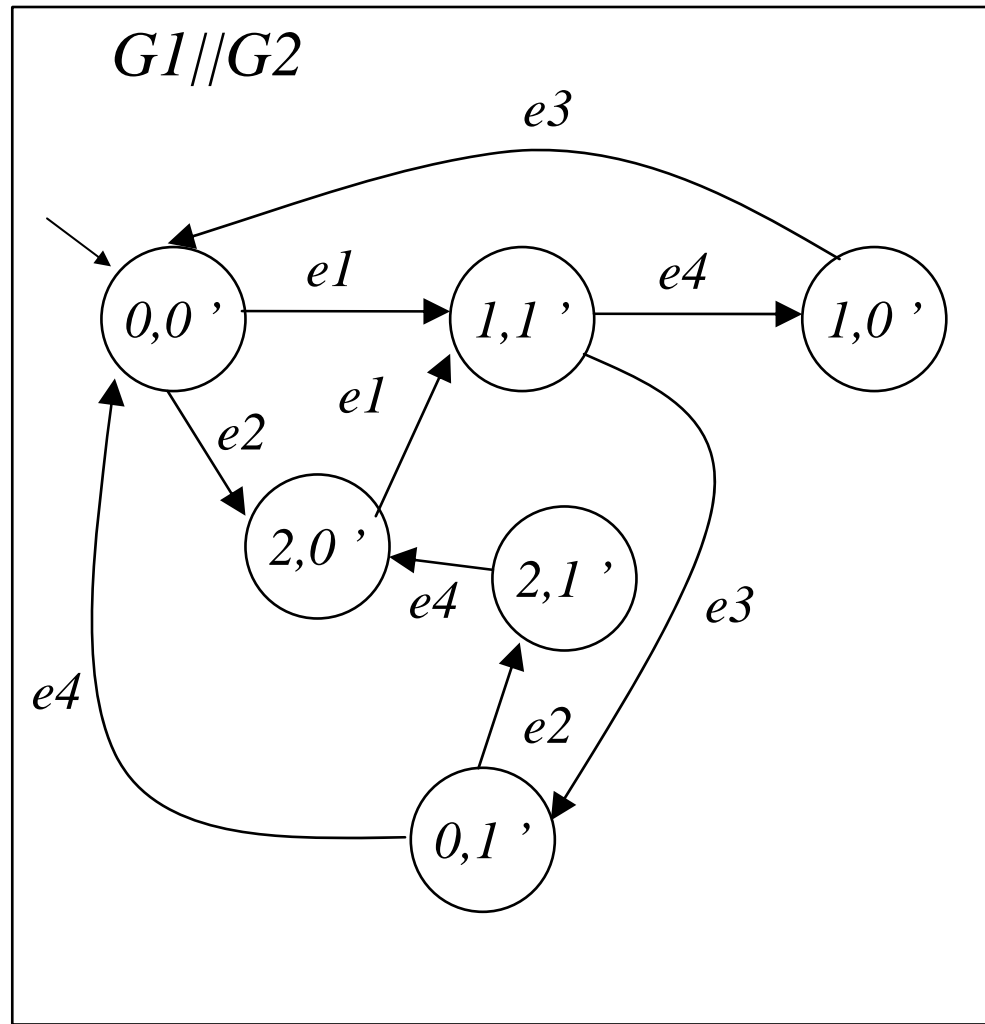 G1//G2
e3
0,0 ’
e1
1,1 ’
e4
1,0 ’
e1
e2
2,0 ’
2,1 ’
e4
e3
e4
e2
0,1 ’